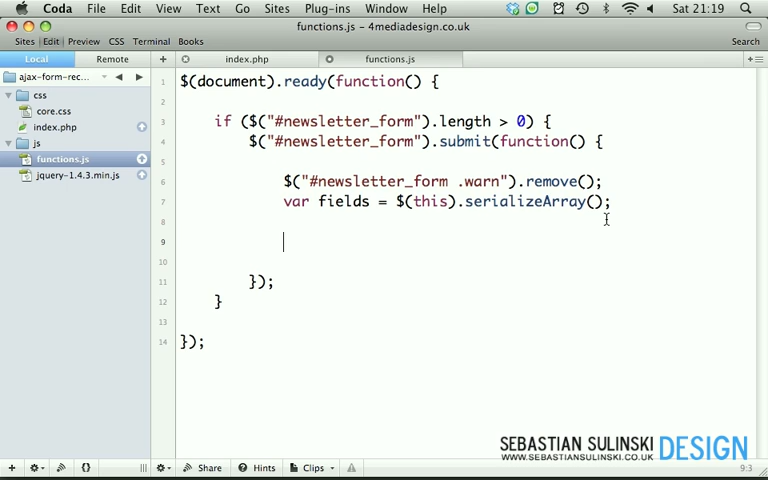 Coda File Edit View Text Go Sites Plug-ins Window Help Sat 21:19
functions.js - 4mediadesign.co.uk
Sites Edit Preview CSS Terminal Books Search
Local Remote index.php functions.js
ajax-form-rec...
css
core.css
index.php
js
functions.js
jquery-1.4.3.min.js
1 $(document).ready(function() {
2
3 if ($("#newsletter_form").length > 0) {
4 $("#newsletter_form").submit(function() {
5
6 $("#newsletter_form .warn").remove();
7 var fields = $(this).serializeArray();
8
9
10
11 });
12 }
13
14 });
SEBASTIAN SULINSKI DESIGN
WWW.SEBASTIANSULINSKI.CO.UK
Share Hints Clips 9:3